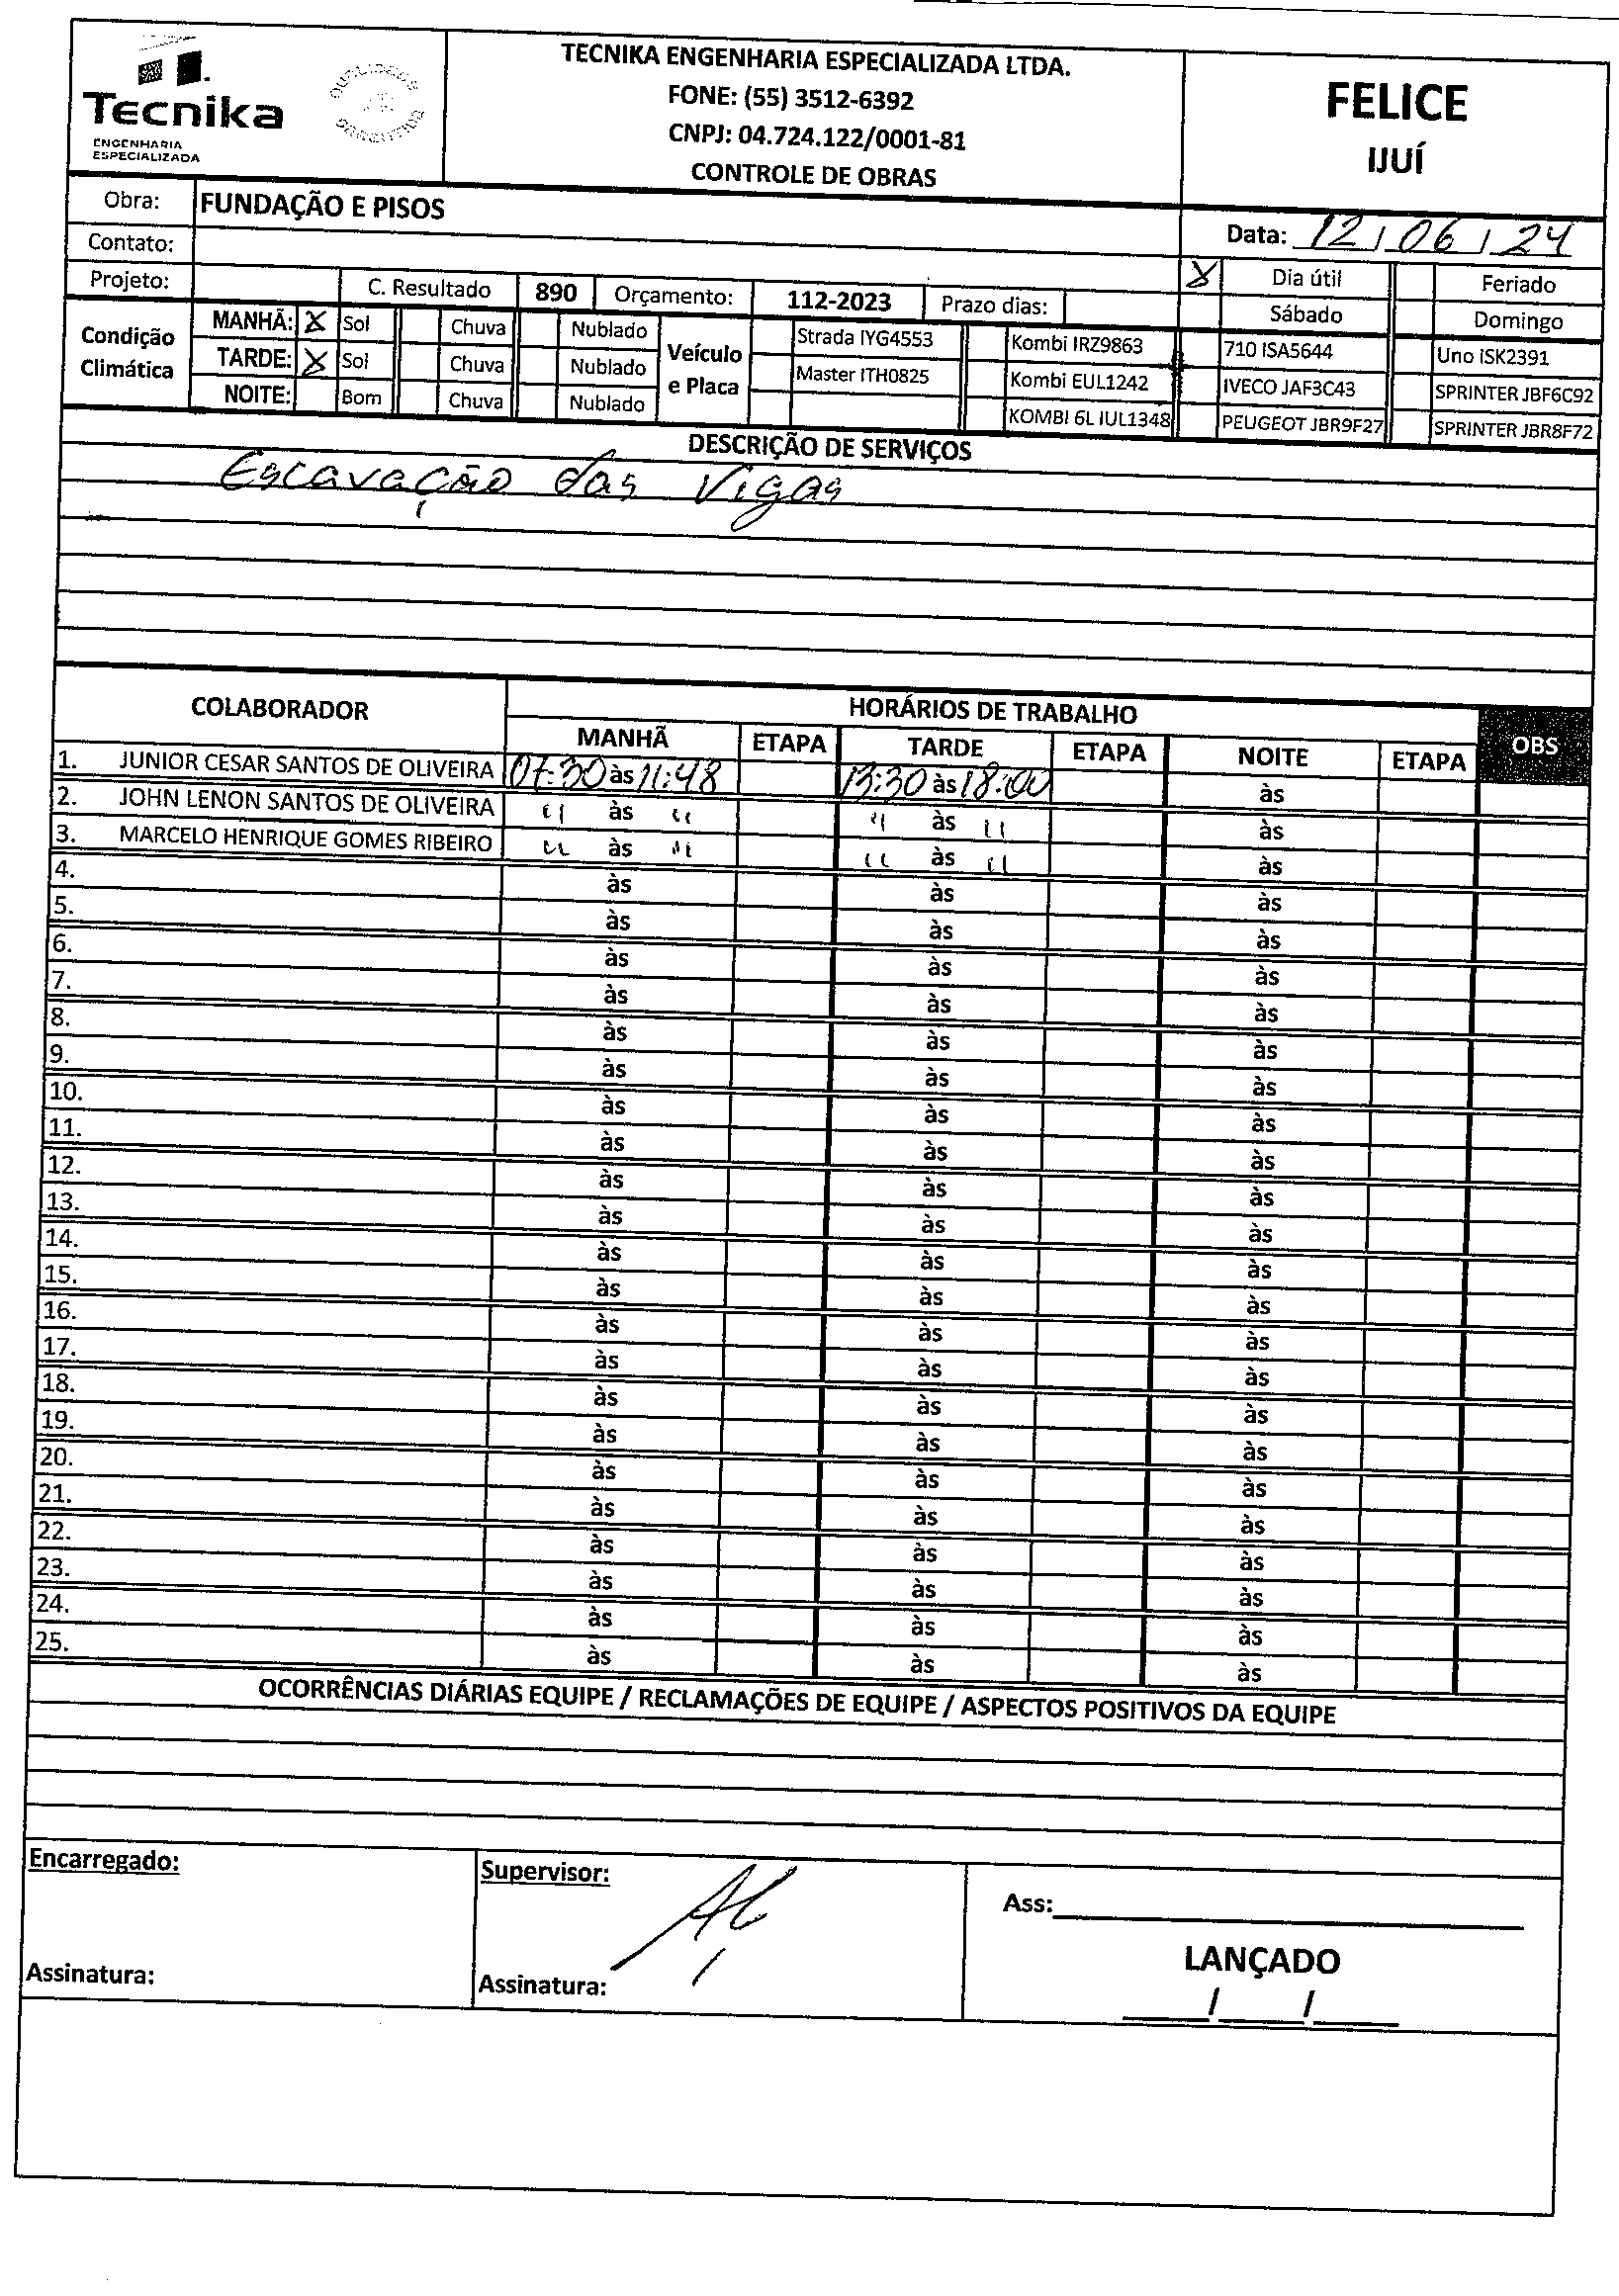 Tecnika
ENGENHARIA
ESPECIALIZADA
QUALIDADE
GARANTIDA
TECNIKA ENGENHARIA ESPECIALIZADA LTDA.
FONE: (55) 3512-6392
CNPJ: 04.724.122/0001-81
CONTROLE DE OBRAS
FELICE
IJUÍ
Obra: FUNDAÇÃO E PISOS
Data: 12/06/24
Contato:
X Dia útil Feriado
Projeto: C. Resultado 890 Orçamento: 112-2023 Prazo dias: Sábado Domingo
Condição Climática
MANHÃ: X Sol Chuva Nublado
TARDE: X Sol Chuva Nublado
NOITE: Bom Chuva Nublado
Veículo e Placa
Strada IYG4553 Kombi IRZ9863 710 ISA5644 Uno ISK2391
Master ITH0825 Kombi EUL1242 IVECO JAF3C43 SPRINTER JBF6C92
KOMBI 6L IUL1348 PEUGEOT JBR9F27 SPRINTER JBR8F72
DESCRIÇÃO DE SERVIÇOS
Escavação das Vigas
COLABORADOR HORÁRIOS DE TRABALHO OBS
MANHÃ ETAPA TARDE ETAPA NOITE ETAPA
1. JUNIOR CESAR SANTOS DE OLIVEIRA 07:30 às 11:48 13:30 às 18:00 às
2. JOHN LENON SANTOS DE OLIVEIRA " às " " às " às
3. MARCELO HENRIQUE GOMES RIBEIRO " às " " às " às
4. às às às
5. às às às
6. às às às
7. às às às
8. às às às
9. às às às
10. às às às
11. às às às
12. às às às
13. às às às
14. às às às
15. às às às
16. às às às
17. às às às
18. às às às
19. às às às
20. às às às
21. às às às
22. às às às
23. às às às
24. às às às
25. às às às
OCORRÊNCIAS DIÁRIAS EQUIPE / RECLAMAÇÕES DE EQUIPE / ASPECTOS POSITIVOS DA EQUIPE
Encarregado:
Assinatura:
Supervisor:
Assinatura:
Ass:
LANÇADO
/ /